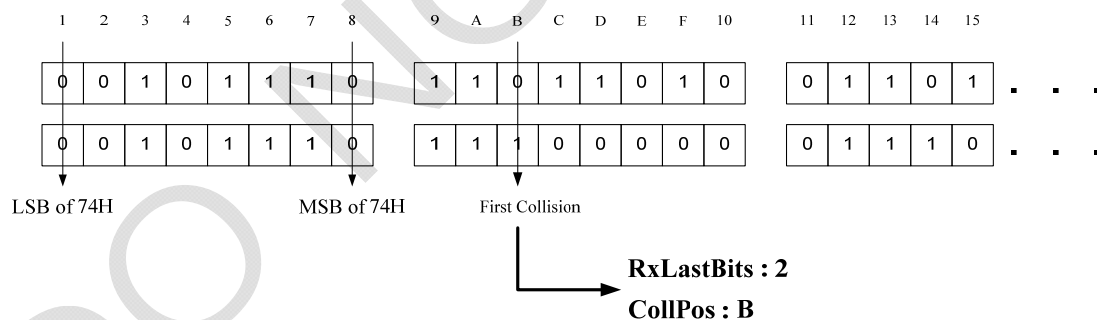 1 2 3 4 5 6 7 8 9 A B C D E F 10 11 12 13 14 15
0 0 1 0 1 1 1 0 1 1 0 1 1 0 1 0 0 1 1 0 1 . . .
0 0 1 0 1 1 1 0 1 1 1 0 0 0 0 0 0 1 1 1 0 . . .
LSB of 74H MSB of 74H First Collision
RxLastBits : 2
CollPos : B